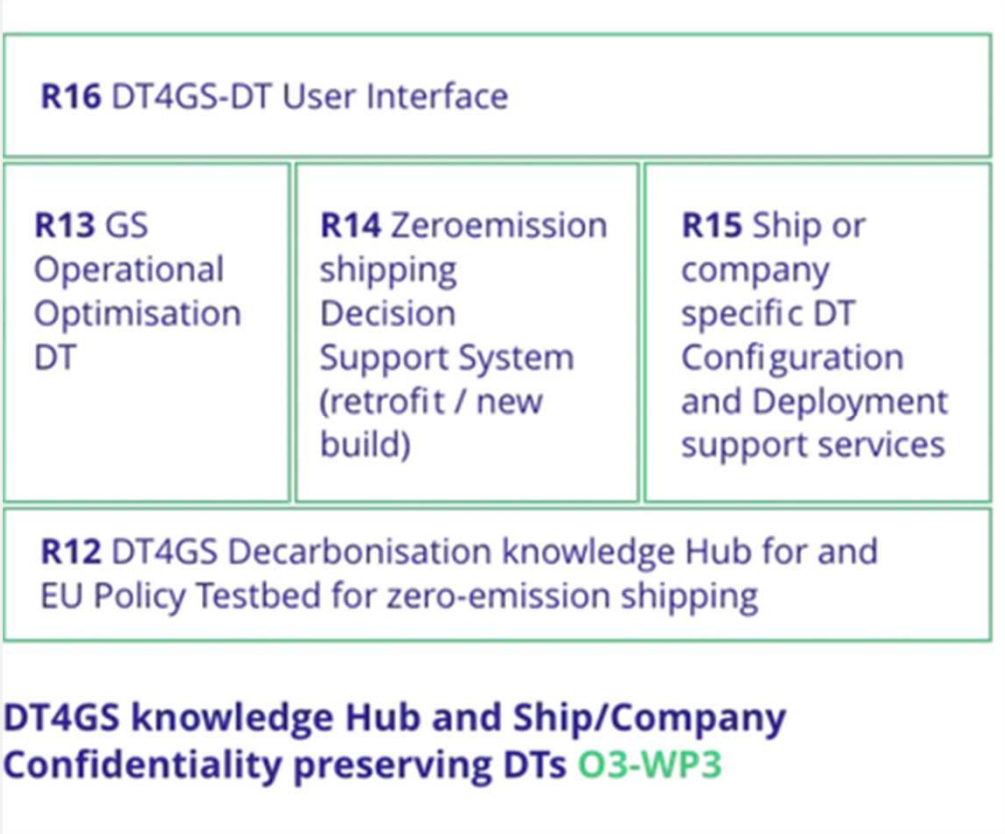 R16 DT4GS-DT User Interface
R13 GS
Operational
Optimisation
DT
R14 Zeroemission
shipping
Decision
Support System
(retrofit / new
build)
R15 Ship or
company
specific DT
Configuration
and Deployment
support services
R12 DT4GS Decarbonisation knowledge Hub for and
EU Policy Testbed for zero-emission shipping
DT4GS knowledge Hub and Ship/Company
Confidentiality preserving DTs O3-WP3